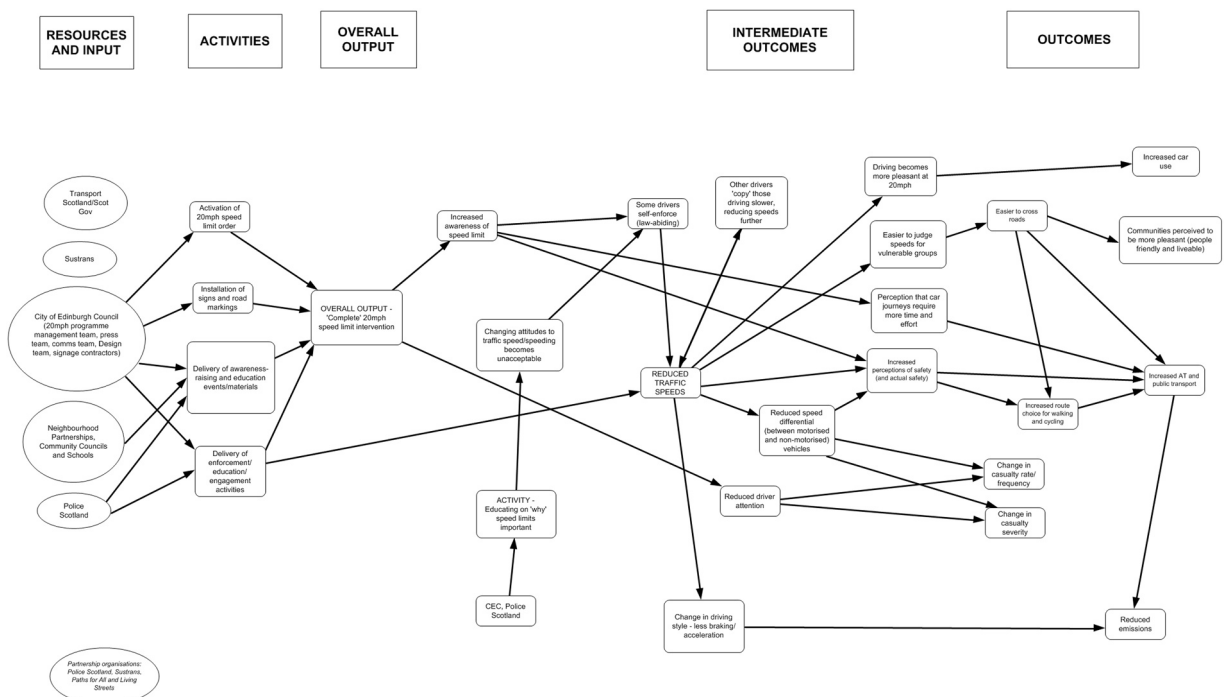 RESOURCES
AND INPUT
ACTIVITIES
OVERALL
OUTPUT
INTERMEDIATE
OUTCOMES
OUTCOMES
Transport
Scotland/Scot
Gov
Sustrans
City of Edinburgh Council
(20mph programme
management team, press
team, comms team, Design
team, signage contractors)
Neighbourhood
Partnerships,
Community Councils
and Schools
Police
Scotland
Partnership organisations:
Police Scotland, Sustrans,
Paths for All and Living
Streets
Activation of
20mph speed
limit order
Installation of
signs and road
markings
Delivery of awareness-
raising and education
events/materials
Delivery of
enforcement/
education/
engagement
activities
OVERALL OUTPUT -
'Complete' 20mph
speed limit intervention
Increased
awareness of
speed limit
Changing attitudes to
traffic speed/speeding
becomes
unacceptable
ACTIVITY -
Educating on 'why'
speed limits
important
CEC, Police
Scotland
Some drivers
self-enforce
(law-abiding)
Other drivers
'copy' those
driving slower,
reducing speeds
further
REDUCED
TRAFFIC
SPEEDS
Reduced speed
differential
(between motorised
and non-motorised)
vehicles
Reduced driver
attention
Change in driving
style - less braking/
acceleration
Driving becomes
more pleasant at
20mph
Easier to judge
speeds for
vulnerable groups
Perception that car
journeys require
more time and
effort
Increased
perceptions of safety
(and actual safety)
Easier to cross
roads
Increased route
choice for walking
and cycling
Change in
casualty rate/
frequency
Change in
casualty
severity
Increased car
use
Communities perceived to
be more pleasant (people
friendly and liveable)
Increased AT and
public transport
Reduced
emissions